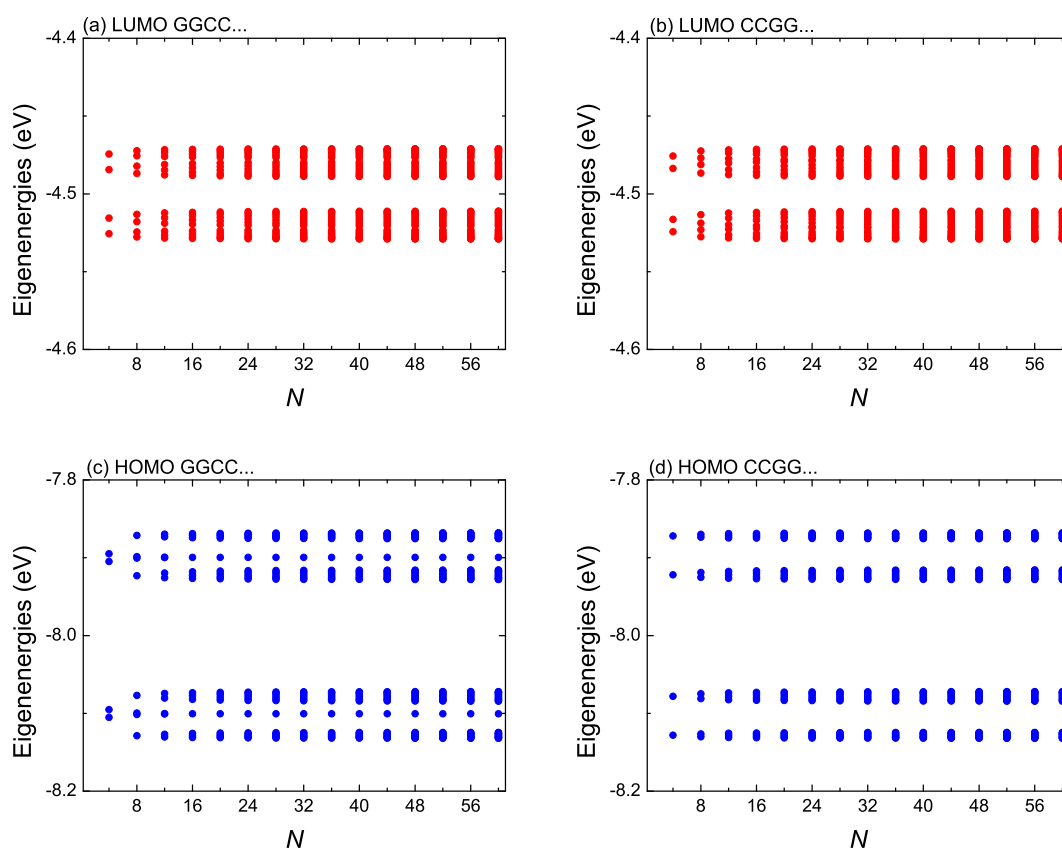 (a) LUMO GGCC...
-4.4
-4.5
-4.6
Eigenenergies (eV)
8 16 24 32 40 48 56
N
(b) LUMO CCGG...
-4.4
-4.5
-4.6
Eigenenergies (eV)
8 16 24 32 40 48 56
N
(c) HOMO GGCC...
-7.8
-8.0
-8.2
Eigenenergies (eV)
8 16 24 32 40 48 56
N
(d) HOMO CCGG...
-7.8
-8.0
-8.2
Eigenenergies (eV)
8 16 24 32 40 48 56
N